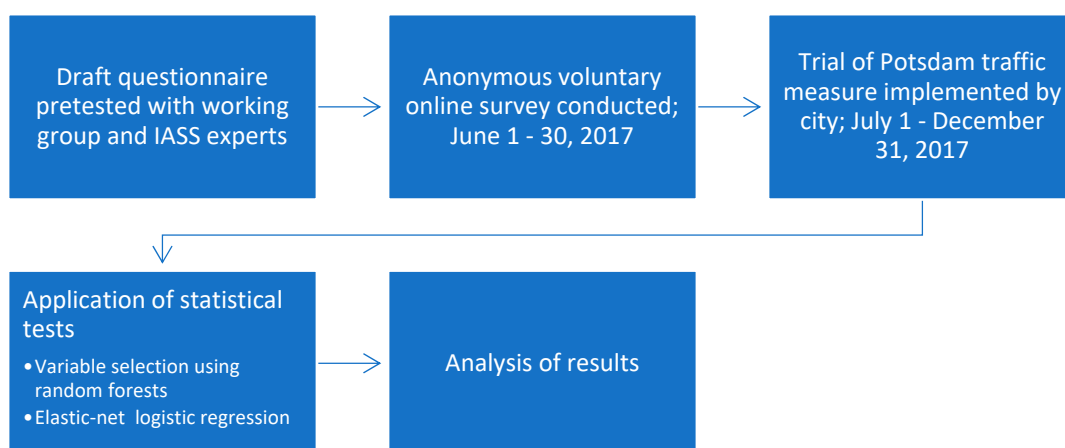 Draft questionnaire
pretested with working
group and IASS experts
Anonymous voluntary
online survey conducted;
June 1 - 30, 2017
Trial of Potsdam traffic
measure implemented by
city; July 1 - December
31, 2017
Application of statistical
tests
•Variable selection using
random forests
•Elastic-net logistic regression
Analysis of results